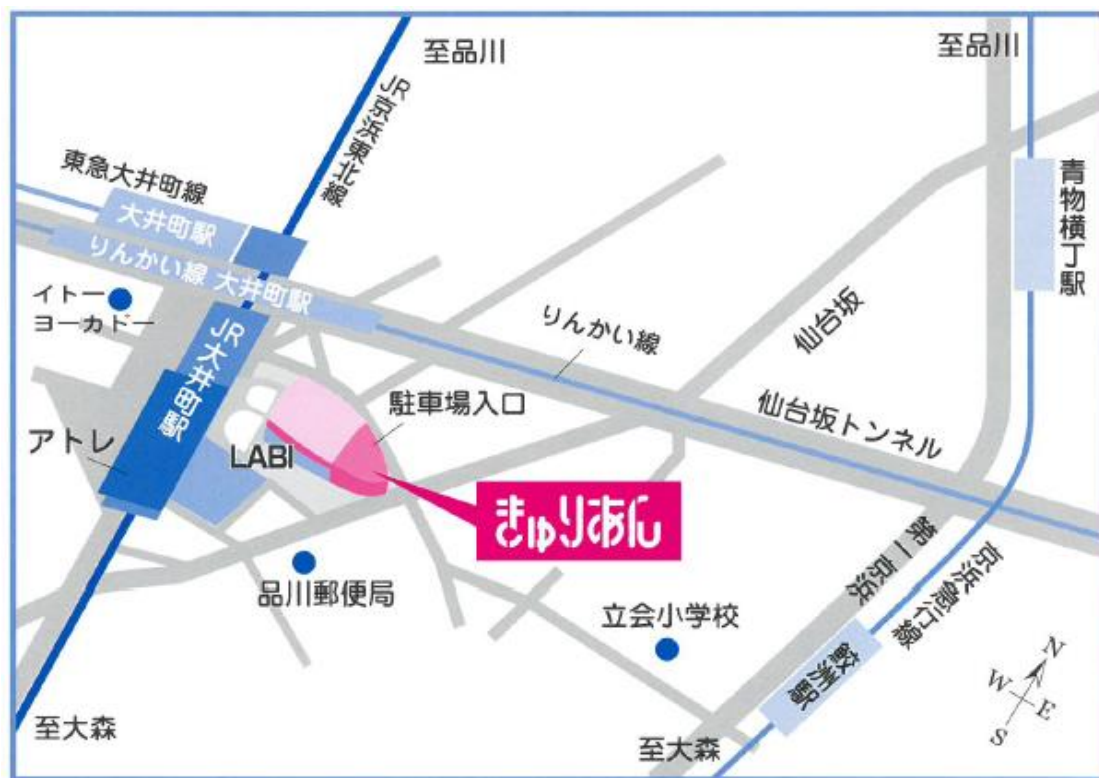 至品川
至品川
JR京浜東北線
東急大井町線
大井町駅
りんかい線 大井町駅
青物横丁駅
イトー
ヨーカドー
JR大井町駅
りんかい線
仙台坂
駐車場入口
仙台坂トンネル
アトレ
LABI
きゅりあん
第一京浜
京浜急行線
品川郵便局
立会小学校
鮫洲駅
至大森
至大森
N
W
E
S